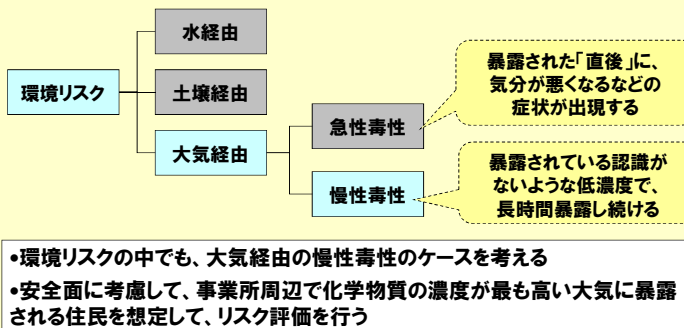 水経由
環境リスク
土壌経由
大気経由
急性毒性
慢性毒性
暴露された「直後」に、
気分が悪くなるなどの
症状が出現する
暴露されている認識が
ないような低濃度で、
長時間暴露し続ける
•環境リスクの中でも、大気経由の慢性毒性のケースを考える
•安全面に考慮して、事業所周辺で化学物質の濃度が最も高い大気に暴露
される住民を想定して、リスク評価を行う